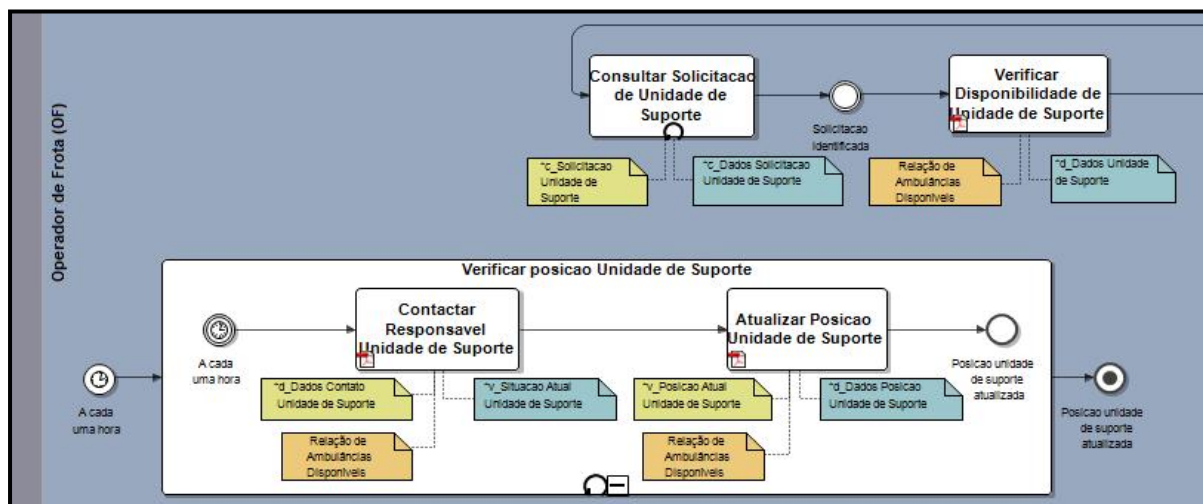 Operador de Frota (OF)
Consultar Solicitacao
de Unidade de
Suporte
Solicitacao
Identificada
Verificar
Disponibilidade de
Unidade de Suporte
^c_Solicitacao
Unidade de
Suporte
^c_Dados Solicitacao
Unidade de Suporte
Relação de
Ambulâncias
Disponíveis
^d_Dados Unidade
de Suporte
Verificar posicao Unidade de Suporte
A cada
uma hora
A cada
uma hora
Contactar
Responsavel
Unidade de Suporte
^d_Dados Contato
Unidade de Suporte
^v_Situacao Atual
Unidade de Suporte
Relação de
Ambulâncias
Disponíveis
Atualizar Posicao
Unidade de Suporte
^v_Posicao Atual
Unidade de Suporte
^d_Dados Posicao
Unidade de Suporte
Relação de
Ambulâncias
Disponíveis
Posicao unidade
de suporte
atualizada
Posicao unidade
de suporte
atualizada